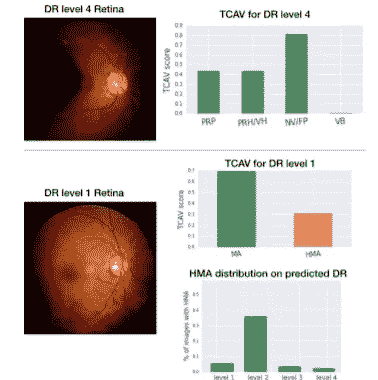 DR level 4 Retina
TCAV for DR level 4
TCAV score
0.8
0.7
0.6
0.5
0.4
0.3
0.2
0.1
0.0
PRP
PRH/VH
NV/FP
VB
DR level 1 Retina
TCAV for DR level 1
TCAV score
0.7
0.6
0.5
0.4
0.3
0.2
0.1
0.0
MA
HMA
HMA distribution on predicted DR
% of images with HMA
0.5
0.4
0.3
0.2
0.1
0.0
level 1
level 2
level 3
level 4